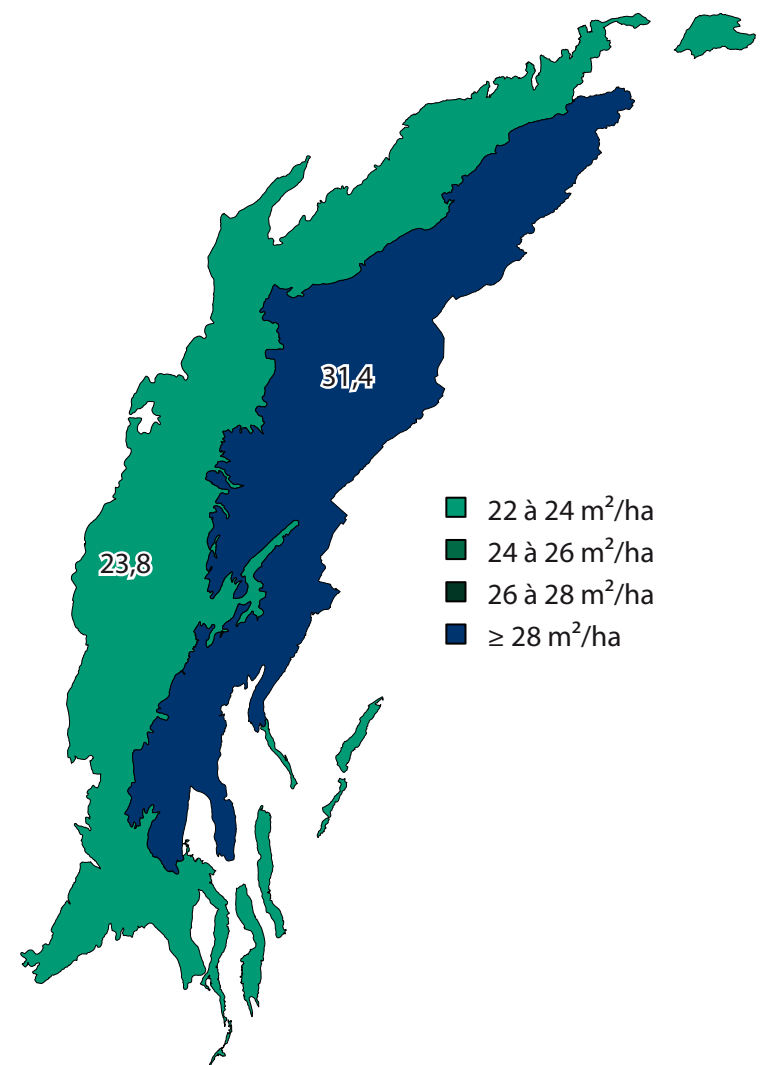 31,4
23,8
22 à 24 m²/ha
24 à 26 m²/ha
26 à 28 m²/ha
≥ 28 m²/ha